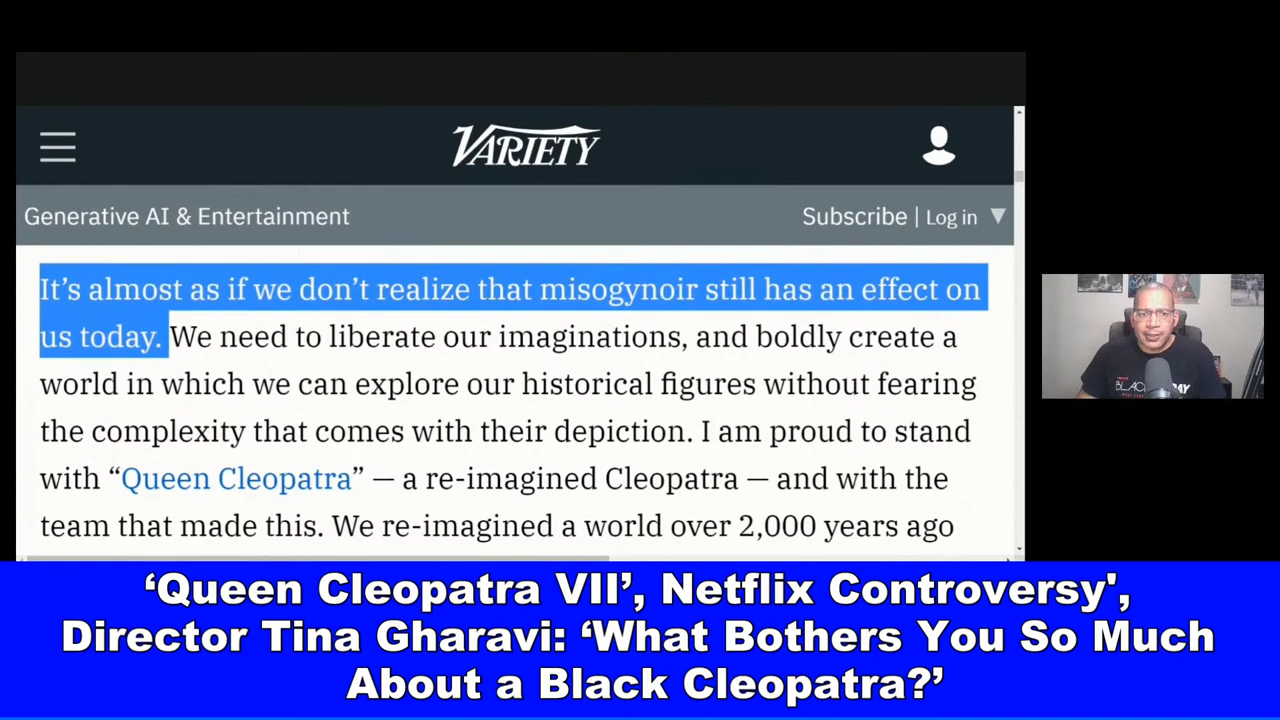 VARIETY
Generative AI & Entertainment
Subscribe | Log in ▼
It’s almost as if we don’t realize that misogynoir still has an effect on
us today. We need to liberate our imaginations, and boldly create a
world in which we can explore our historical figures without fearing
the complexity that comes with their depiction. I am proud to stand
with “Queen Cleopatra” — a re-imagined Cleopatra — and with the
team that made this. We re-imagined a world over 2,000 years ago
‘Queen Cleopatra VII’, Netflix Controversy',
Director Tina Gharavi: ‘What Bothers You So Much
About a Black Cleopatra?’